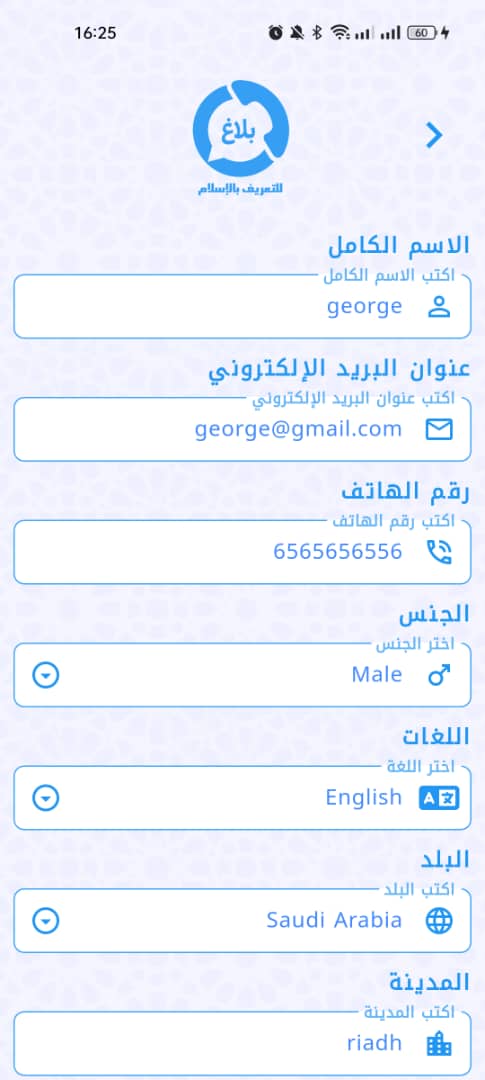 16:25
60
بلاغ
للتعريف بالإسلام
الاسم الكامل
اكتب الاسم الكامل
george
عنوان البريد الإلكتروني
اكتب عنوان البريد الإلكتروني
george@gmail.com
رقم الهاتف
اكتب رقم الهاتف
6565656556
الجنس
اختر الجنس
Male
اللغات
اختر اللغة
English
البلد
اكتب البلد
Saudi Arabia
المدينة
اكتب المدينة
riadh